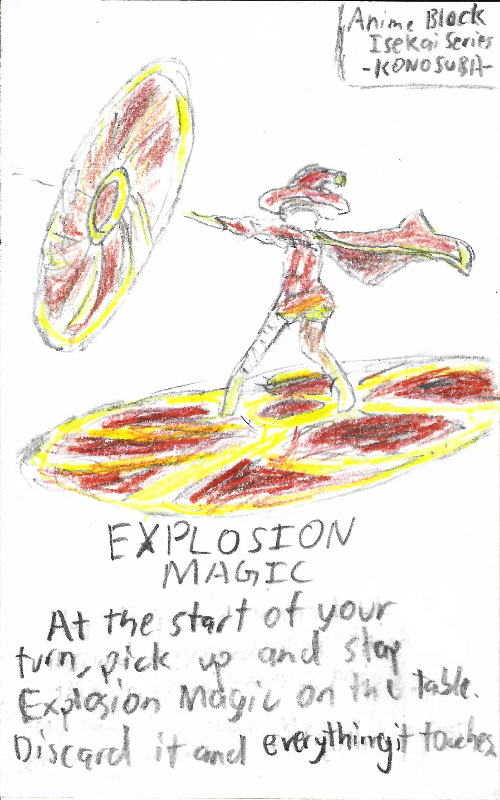 Anime Block
Isekai Series
-KONOSUBA-
EXPLOSION
MAGIC
At the start of your
turn, pick up and slap
Explosion Magic on the table.
Discard it and everything it touches.